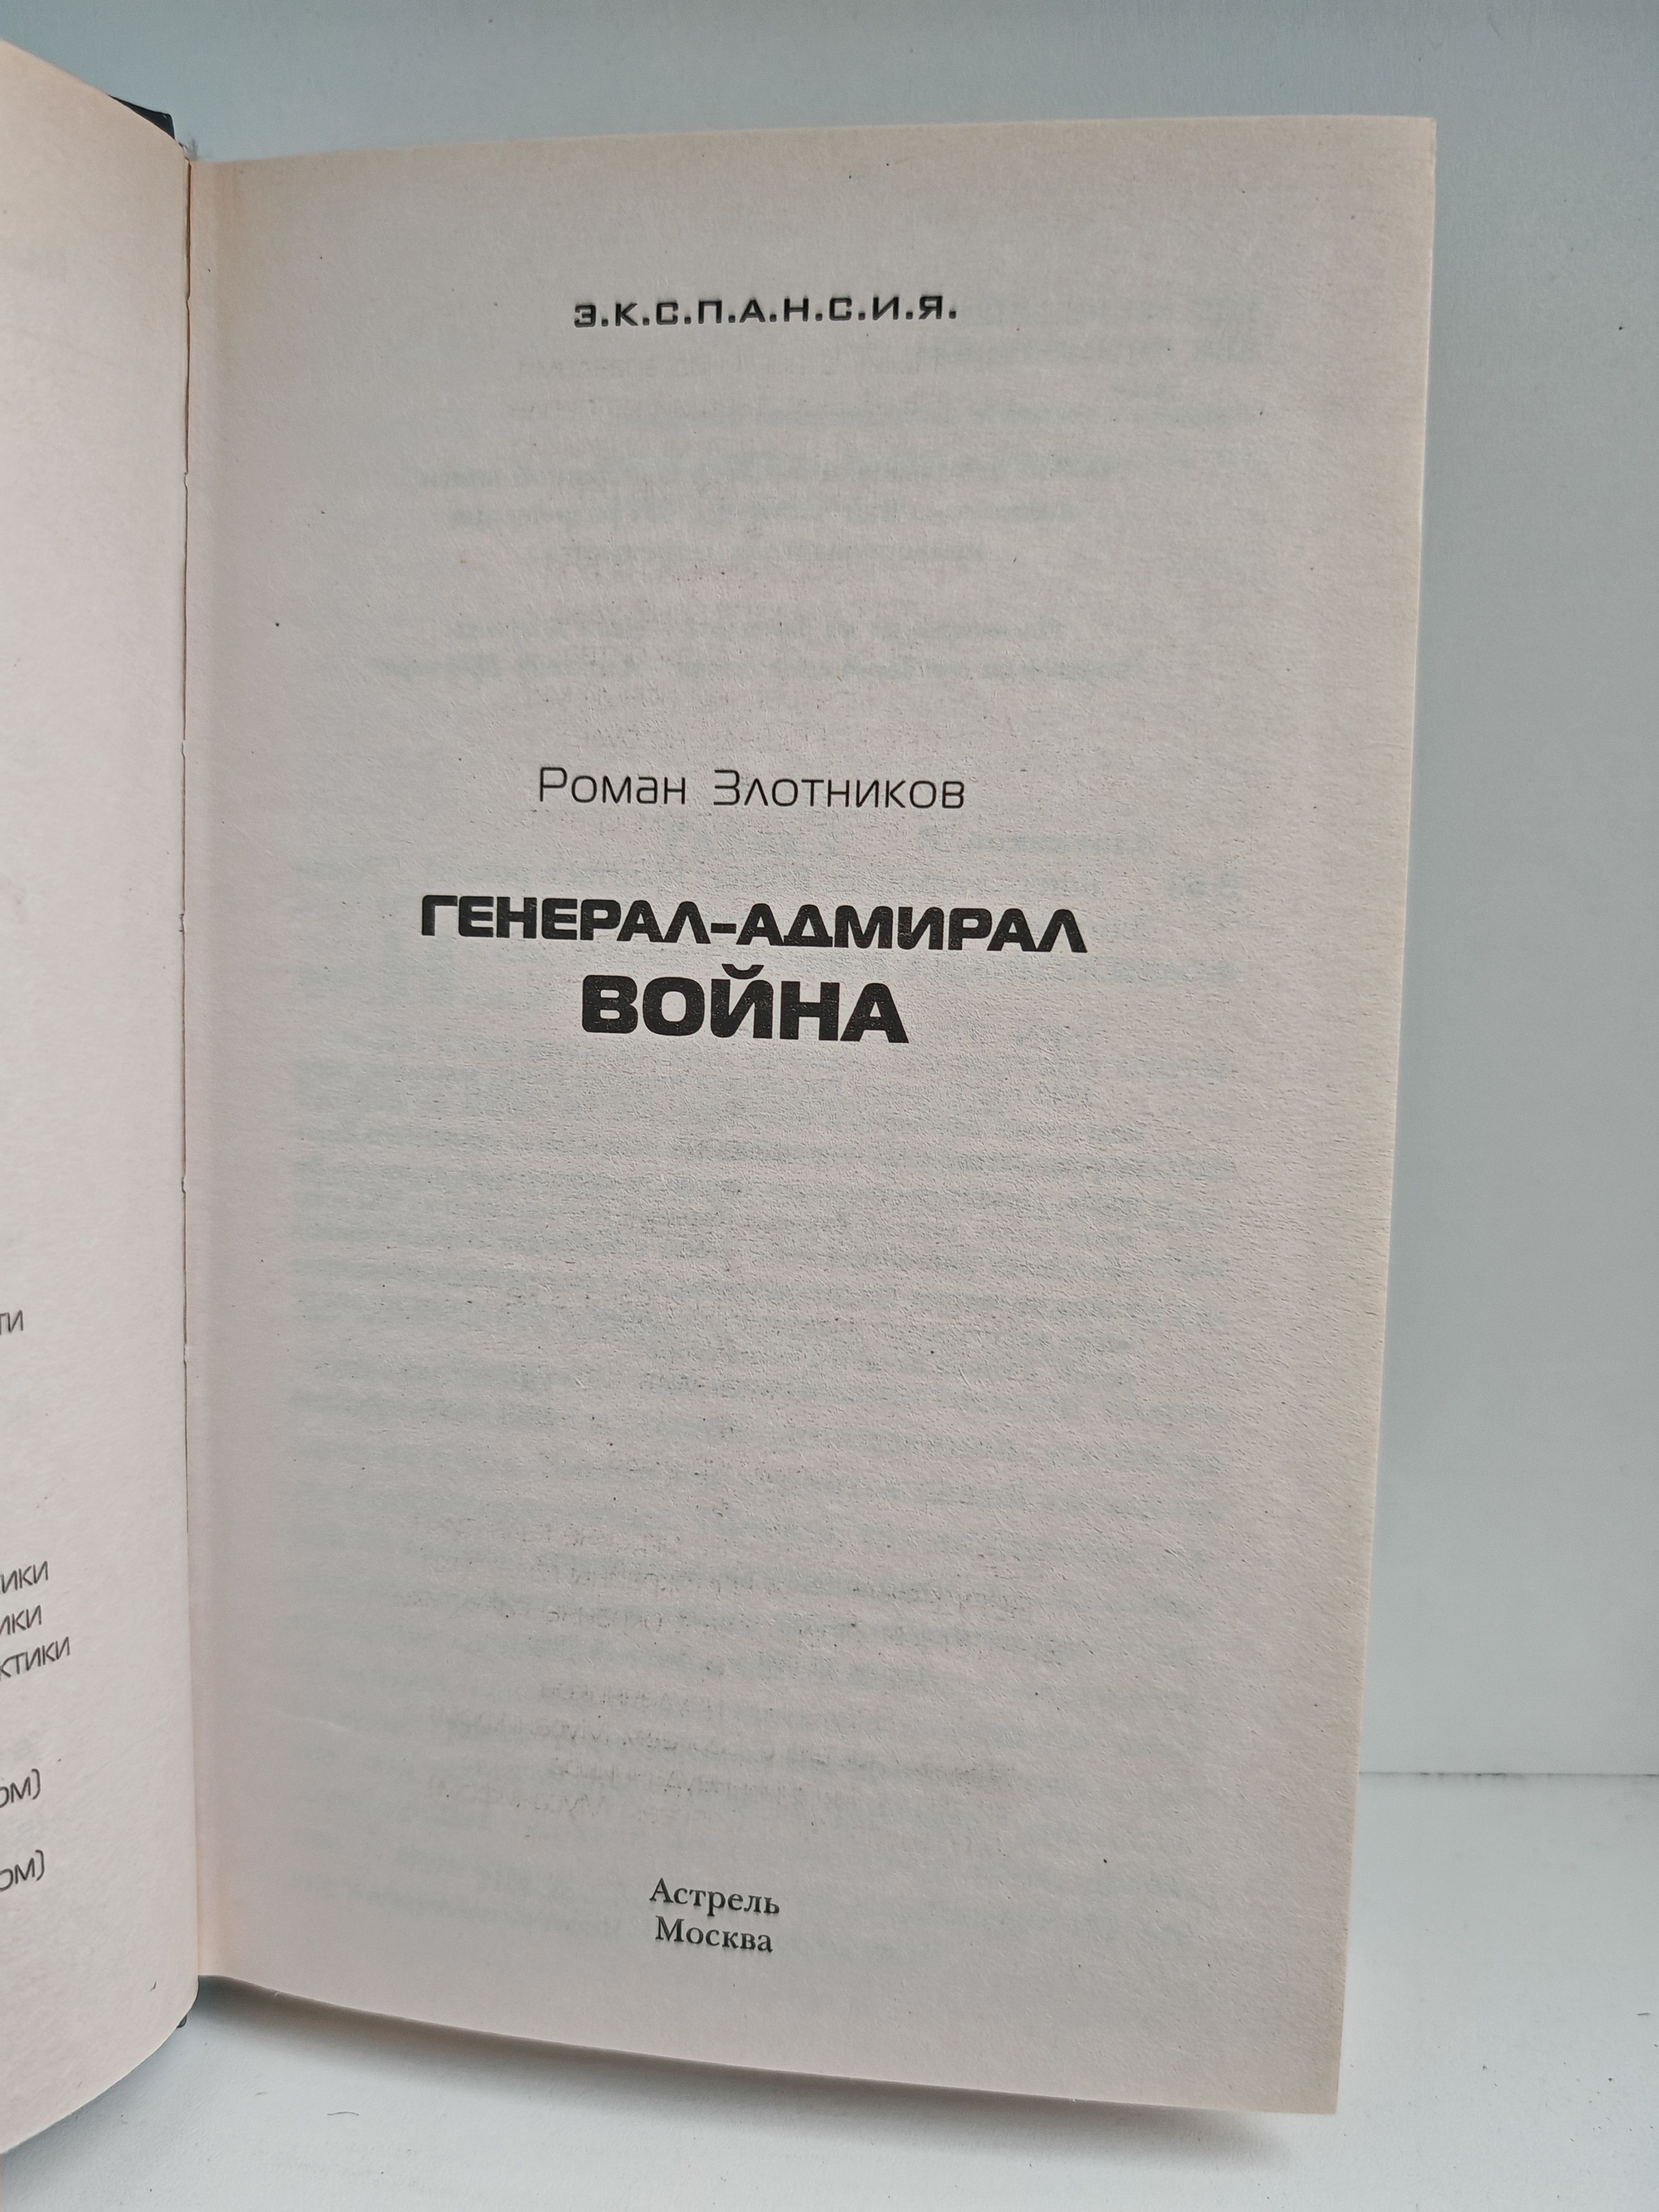 Э.К.С.П.А.Н.С.И.Я.
Роман Злотников
ГЕНЕРАЛ-АДМИРАЛ
ВОЙНА
Астрель
Москва